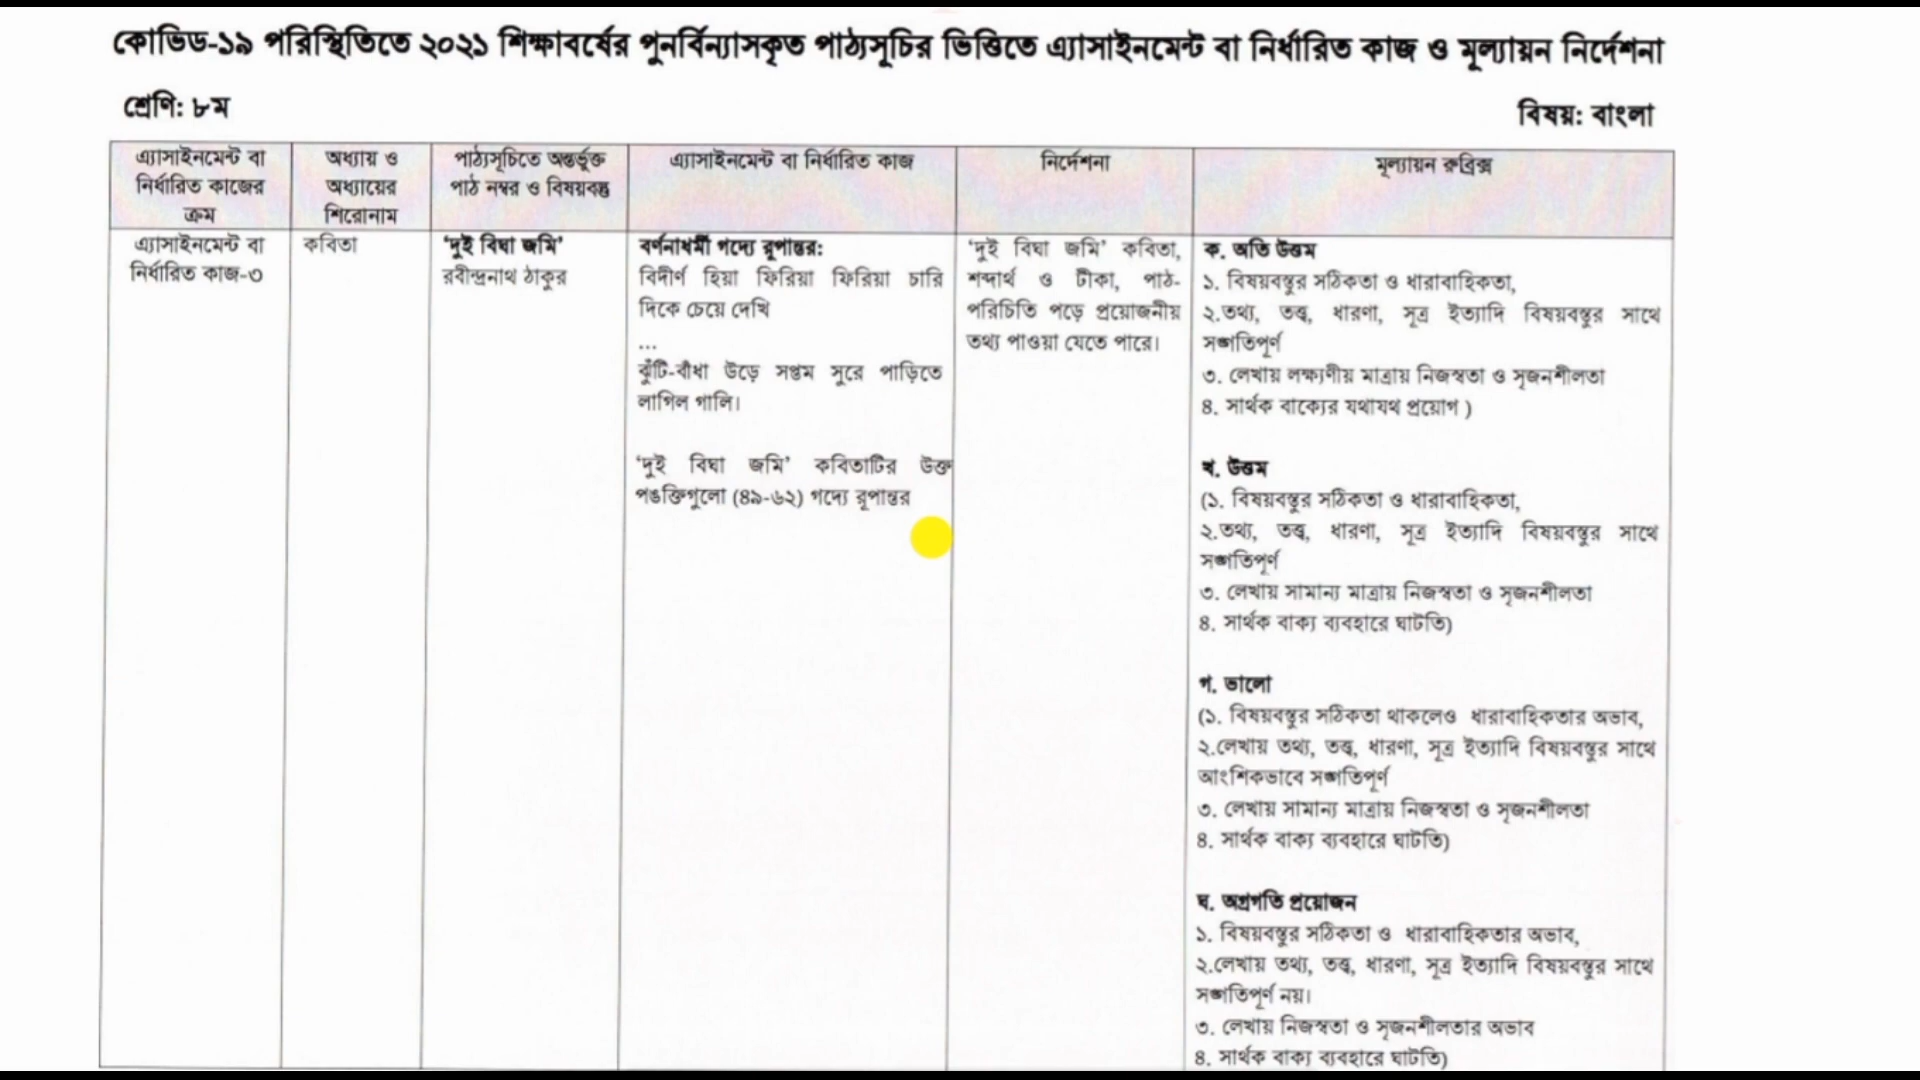 কোভিড-১৯ পরিস্থিতিতে ২০২১ শিক্ষাবর্ষের পুনর্বিন্যাসকৃত পাঠ্যসূচির ভিত্তিতে এ্যাসাইনমেন্ট বা নির্ধারিত কাজ ও মূল্যায়ন নির্দেশনা
শ্রেণি: ৮ম
বিষয়: বাংলা
এ্যাসাইনমেন্ট বা
নির্ধারিত কাজের
ক্রম
অধ্যায় ও
অধ্যায়ের
শিরোনাম
পাঠ্যসূচিতে অন্তর্ভুক্ত
পাঠ নম্বর ও বিষয়বস্তু
এ্যাসাইনমেন্ট বা নির্ধারিত কাজ
নির্দেশনা
মূল্যায়ন রুব্রিক্স
এ্যাসাইনমেন্ট বা
নির্ধারিত কাজ-৩
কবিতা
‘দুই বিঘা জমি’
রবীন্দ্রনাথ ঠাকুর
বর্ণনাধর্মী গদ্যে রূপান্তর:
বিদীর্ণ হিয়া ফিরিয়া ফিরিয়া চারি
দিকে চেয়ে দেখি
...
ঝুঁটি-বাঁধা উড়ে সপ্তম সুরে পাড়িতে
লাগিল গালি।
‘দুই বিঘা জমি’ কবিতাটির উক্ত
পঙক্তিগুলো (৪৯-৬২) গদ্যে রূপান্তর
‘দুই বিঘা জমি’ কবিতা,
শব্দার্থ ও টীকা, পাঠ-
পরিচিতি পড়ে প্রয়োজনীয়
তথ্য পাওয়া যেতে পারে।
ক. অতি উত্তম
১. বিষয়বস্তুর সঠিকতা ও ধারাবাহিকতা,
২.তথ্য, তত্ত্ব, ধারণা, সূত্র ইত্যাদি বিষয়বস্তুর সাথে
সঙ্গতিপূর্ণ
৩. লেখায় লক্ষ্যণীয় মাত্রায় নিজস্বতা ও সৃজনশীলতা
৪. সার্থক বাক্যের যথাযথ প্রয়োগ )
খ. উত্তম
(১. বিষয়বস্তুর সঠিকতা ও ধারাবাহিকতা,
২.তথ্য, তত্ত্ব, ধারণা, সূত্র ইত্যাদি বিষয়বস্তুর সাথে
সঙ্গতিপূর্ণ
৩. লেখায় সামান্য মাত্রায় নিজস্বতা ও সৃজনশীলতা
৪. সার্থক বাক্য ব্যবহারে ঘাটতি)
গ. ভালো
(১. বিষয়বস্তুর সঠিকতা থাকলেও ধারাবাহিকতার অভাব,
২.লেখায় তথ্য, তত্ত্ব, ধারণা, সূত্র ইত্যাদি বিষয়বস্তুর সাথে
আংশিকভাবে সঙ্গতিপূর্ণ
৩. লেখায় সামান্য মাত্রায় নিজস্বতা ও সৃজনশীলতা
৪. সার্থক বাক্য ব্যবহারে ঘাটতি)
ঘ. অগ্রগতি প্রয়োজন
১. বিষয়বস্তুর সঠিকতা ও ধারাবাহিকতার অভাব,
২.লেখায় তথ্য, তত্ত্ব, ধারণা, সূত্র ইত্যাদি বিষয়বস্তুর সাথে
সঙ্গতিপূর্ণ নয়।
৩. লেখায় নিজস্বতা ও সৃজনশীলতার অভাব
৪. সার্থক বাক্য ব্যবহারে ঘাটতি)